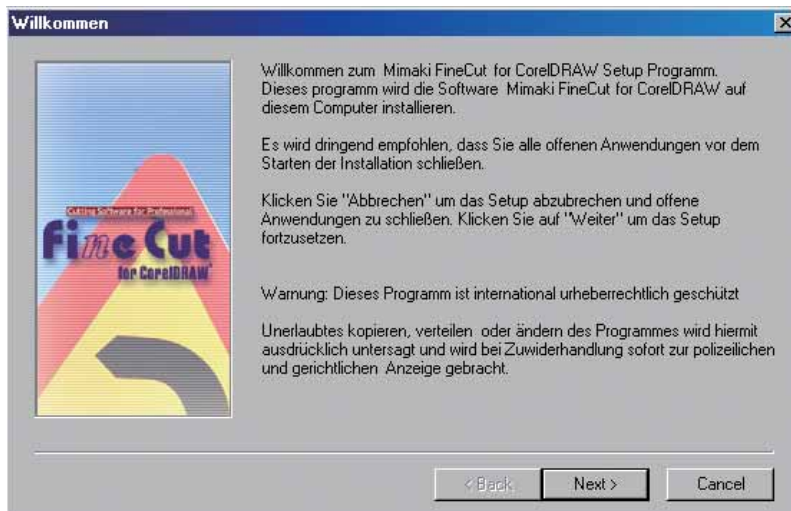 Willkommen
Willkommen zum Mimaki FineCut for CorelDRAW Setup Programm.
Dieses programm wird die Software Mimaki FineCut for CorelDRAW auf
diesem Computer installieren.
Es wird dringend empfohlen, dass Sie alle offenen Anwendungen vor dem
Starten der Installation schließen.
Klicken Sie "Abbrechen" um das Setup abzubrechen und offene
Anwendungen zu schließen. Klicken Sie auf "Weiter" um das Setup
fortzusetzen.
Cutting Software for Professional
Fine Cut
for CorelDRAW
Warnung: Dieses Programm ist international urheberrechtlich geschützt
Unerlaubtes kopieren, verteilen oder ändern des Programmes wird hiermit
ausdrücklich untersagt und wird bei Zuwiderhandlung sofort zur polizeilichen
und gerichtlichen Anzeige gebracht.
< Back
Next >
Cancel